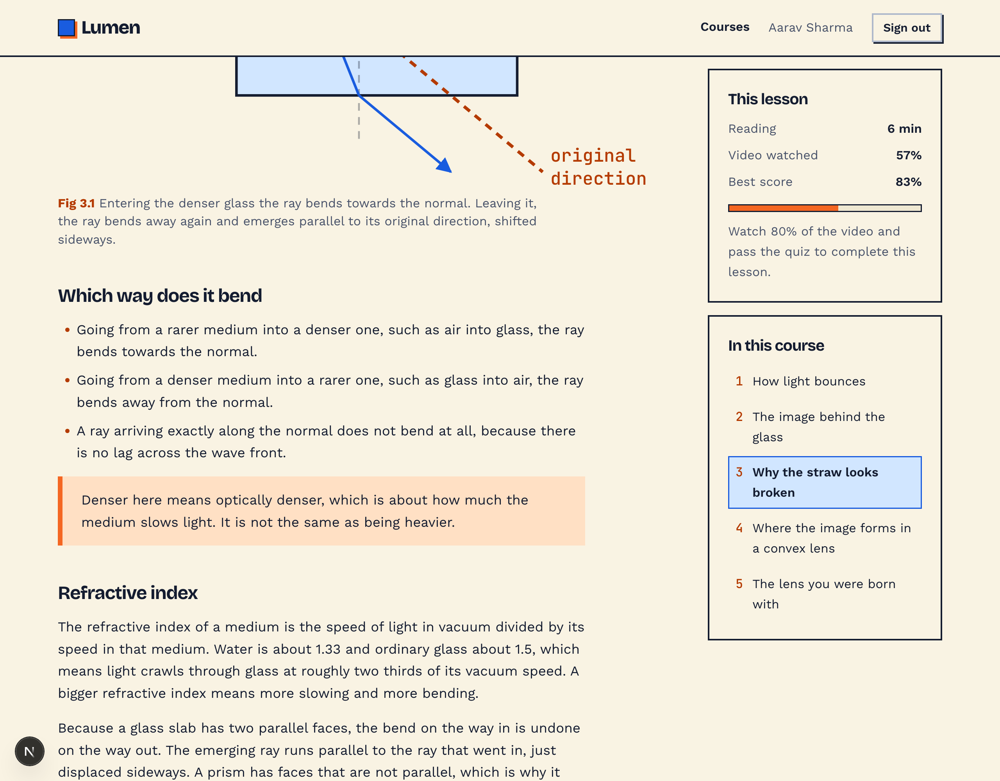 Lumen
Courses
Aarav Sharma
Sign out
original
direction
Fig 3.1 Entering the denser glass the ray bends towards the normal. Leaving it,
the ray bends away again and emerges parallel to its original direction, shifted
sideways.
Which way does it bend
• Going from a rarer medium into a denser one, such as air into glass, the ray
bends towards the normal.
• Going from a denser medium into a rarer one, such as glass into air, the ray
bends away from the normal.
• A ray arriving exactly along the normal does not bend at all, because there
is no lag across the wave front.
Denser here means optically denser, which is about how much the
medium slows light. It is not the same as being heavier.
Refractive index
The refractive index of a medium is the speed of light in vacuum divided by its
speed in that medium. Water is about 1.33 and ordinary glass about 1.5, which
means light crawls through glass at roughly two thirds of its vacuum speed. A
bigger refractive index means more slowing and more bending.
Because a glass slab has two parallel faces, the bend on the way in is undone
on the way out. The emerging ray runs parallel to the ray that went in, just
displaced sideways. A prism has faces that are not parallel, which is why it
This lesson
Reading 6 min
Video watched 57%
Best score 83%
Watch 80% of the video and
pass the quiz to complete this
lesson.
In this course
1 How light bounces
2 The image behind the
glass
3 Why the straw looks
broken
4 Where the image forms in
a convex lens
5 The lens you were born
with
N